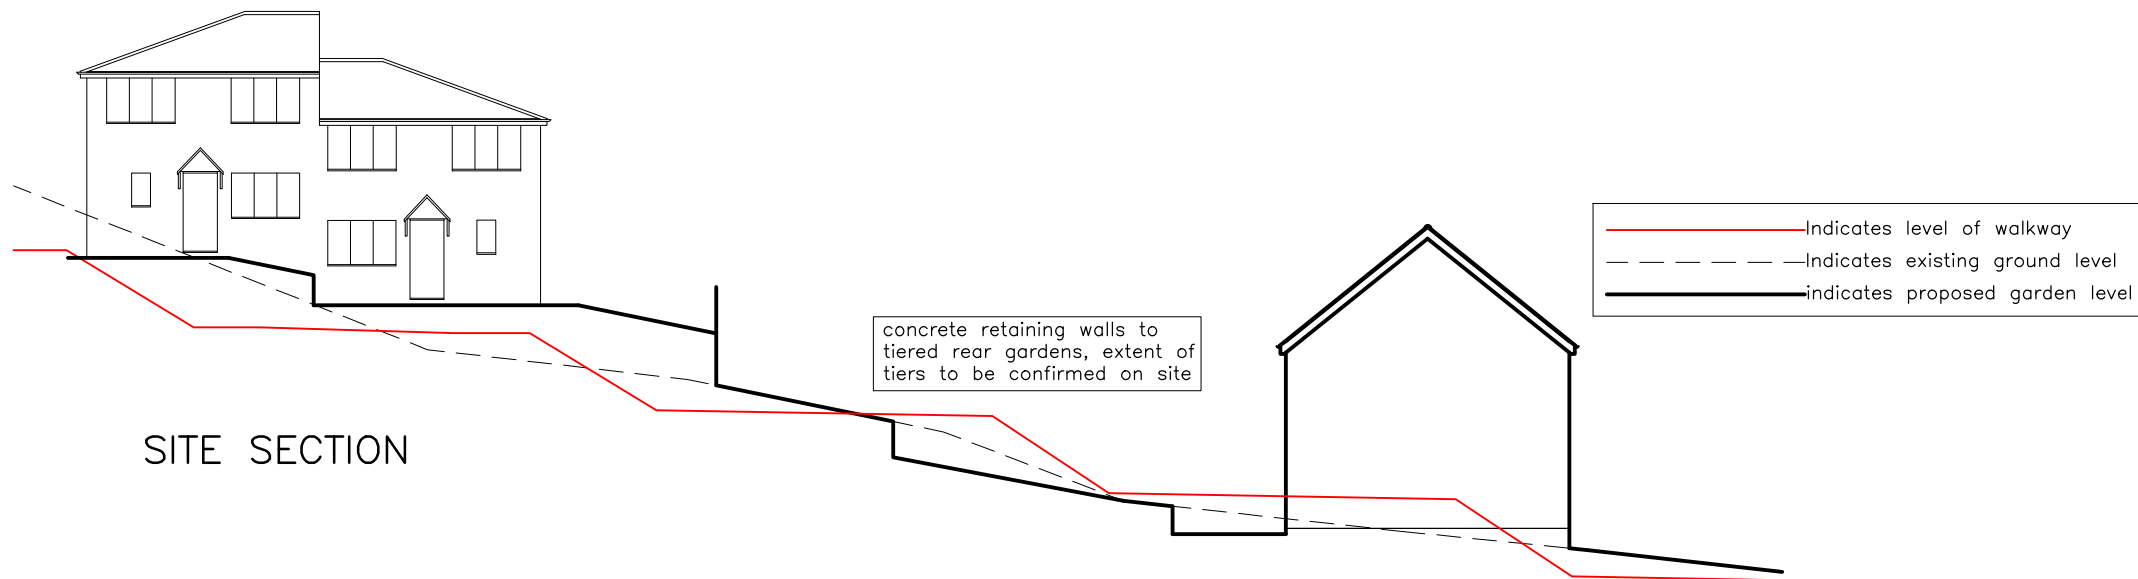 Indicates level of walkway
Indicates existing ground level
indicates proposed garden level
concrete retaining walls to
tiered rear gardens, extent of
tiers to be confirmed on site
SITE SECTION